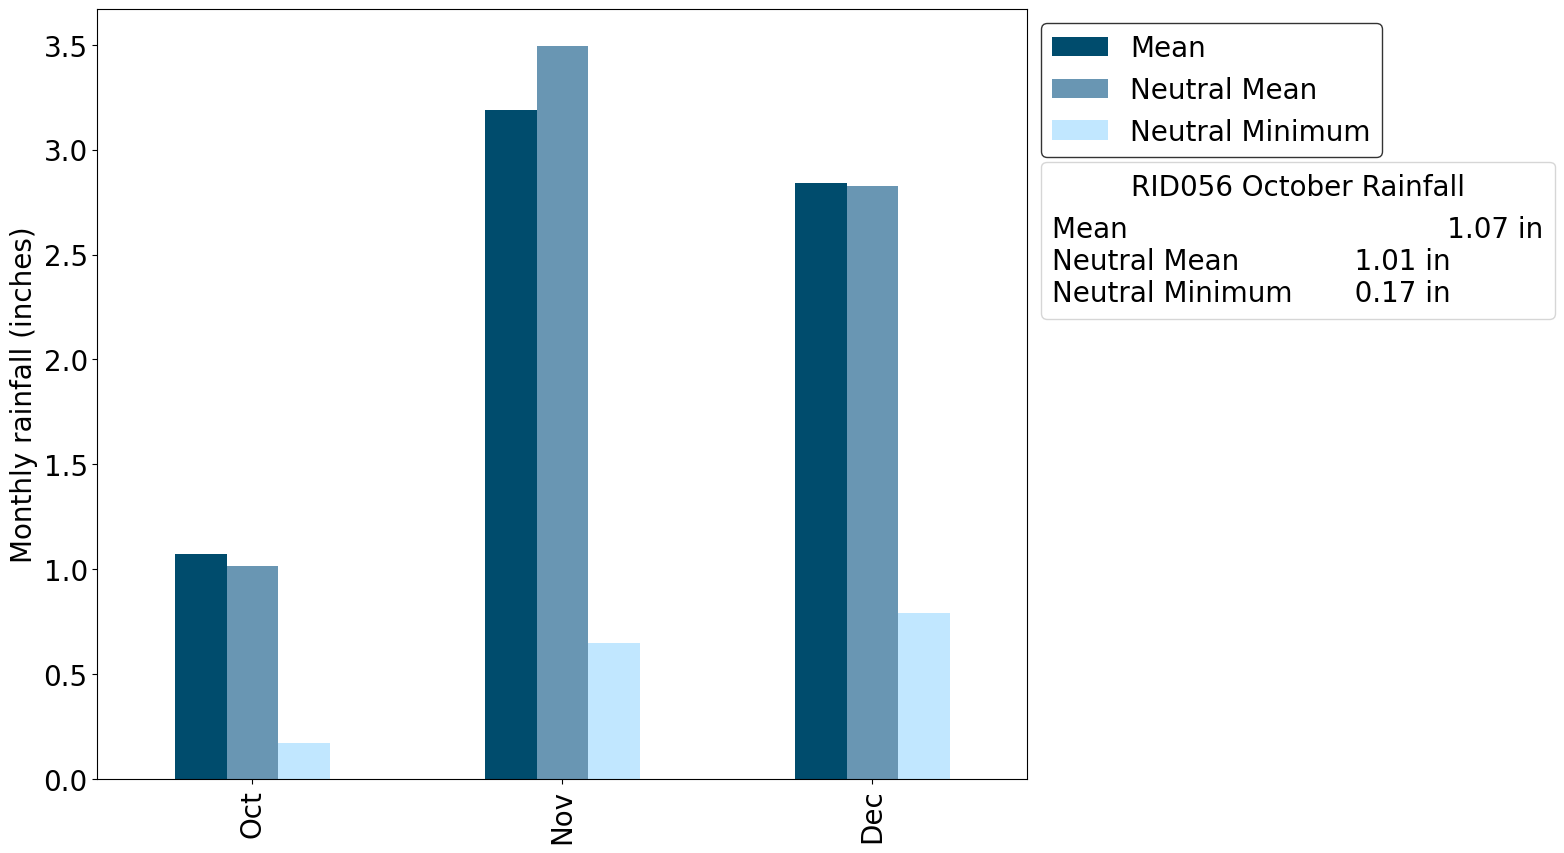 Monthly rainfall (inches)
3.5
3.0
2.5
2.0
1.5
1.0
0.5
0.0
Oct
Nov
Dec
Mean
Neutral Mean
Neutral Minimum
RID056 October Rainfall
Mean 1.07 in
Neutral Mean 1.01 in
Neutral Minimum 0.17 in